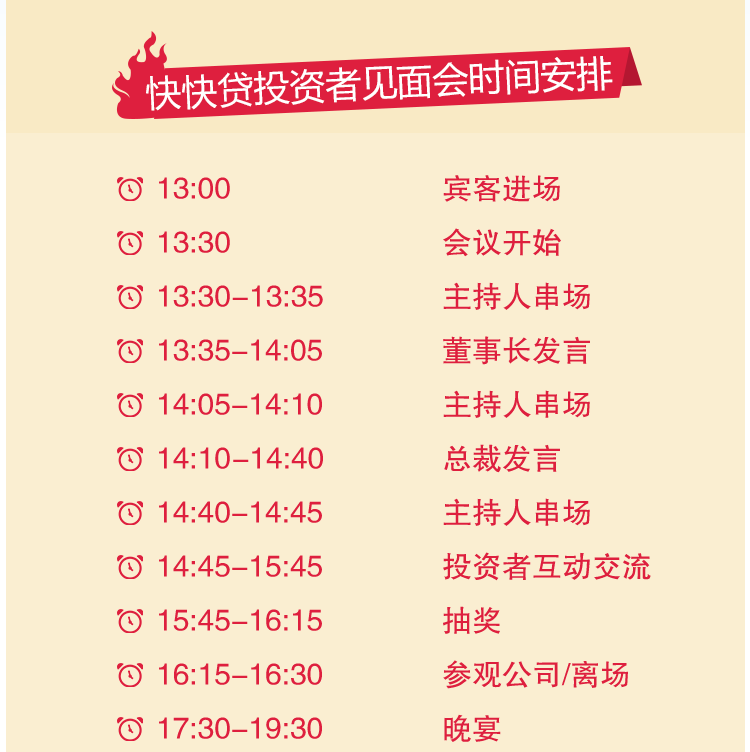 快快贷投资者见面会时间安排
13:00 宾客进场
13:30 会议开始
13:30-13:35 主持人串场
13:35-14:05 董事长发言
14:05-14:10 主持人串场
14:10-14:40 总裁发言
14:40-14:45 主持人串场
14:45-15:45 投资者互动交流
15:45-16:15 抽奖
16:15-16:30 参观公司/离场
17:30-19:30 晚宴